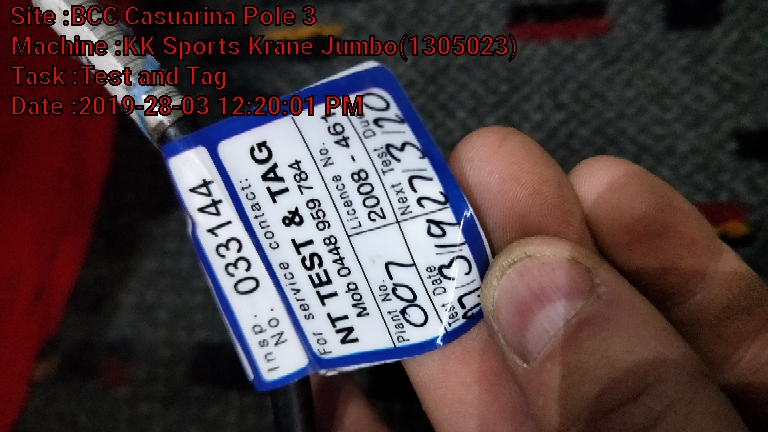 Site :BCC Casuarina Pole 3
Machine :KK Sports Krane Jumbo(1305023)
Task :Test and Tag
Date :2019-28-03 12:20:01 PM
Insp. No. 033144
For service contact:
NT TEST & TAG
Mob 0448 959 784
Plant No. Licence No.
007 2008 - 461
Test Date Next Test Due
/3/19 27/3/20